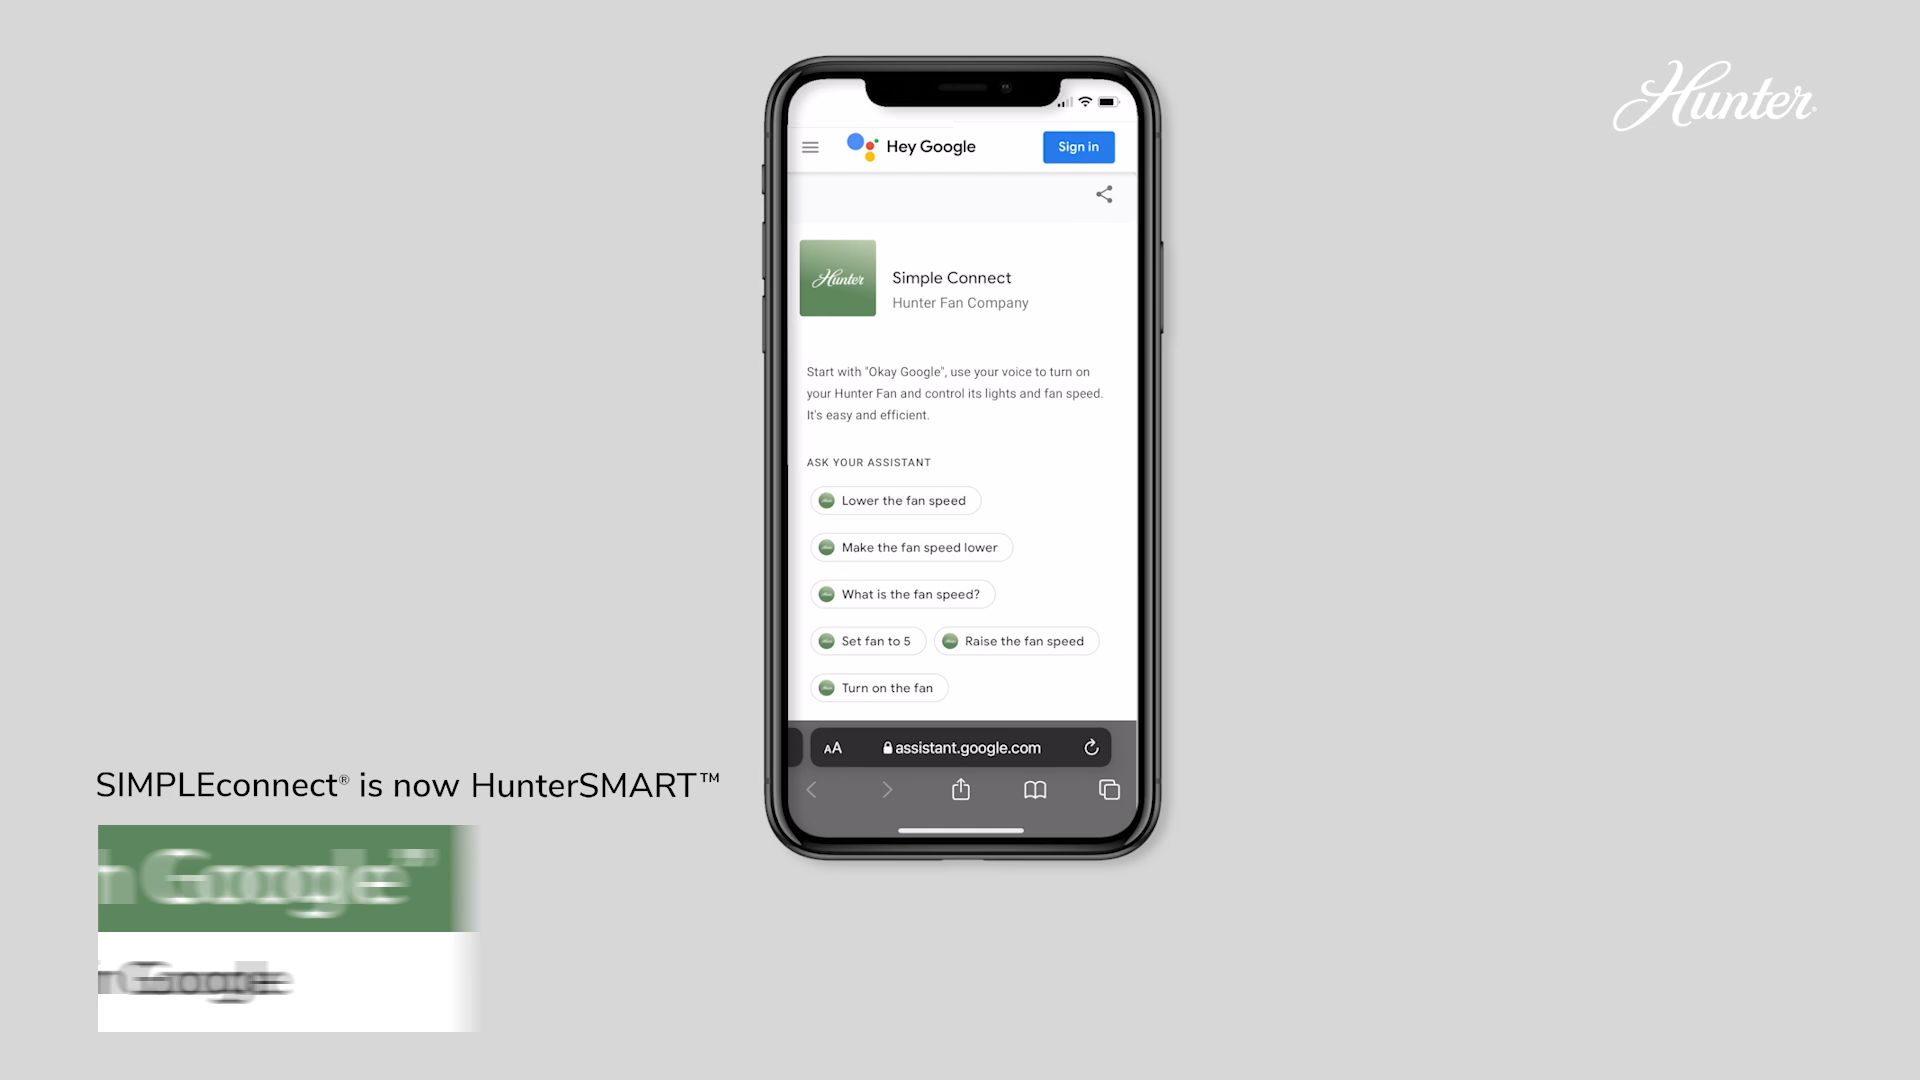 Hunter
Hey Google
Sign in
Hunter
Simple Connect
Hunter Fan Company
Start with "Okay Google", use your voice to turn on
your Hunter Fan and control its lights and fan speed.
It's easy and efficient.
ASK YOUR ASSISTANT
Lower the fan speed
Make the fan speed lower
What is the fan speed?
Set fan to 5
Raise the fan speed
Turn on the fan
AA
assistant.google.com
SIMPLEconnect® is now HunterSMART™
Google™
Google